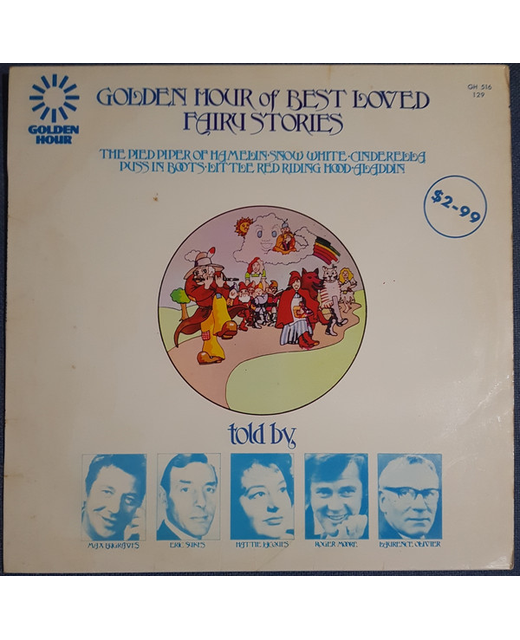 GOLDEN HOUR
GOLDEN HOUR of BEST LOVED
FAIRY STORIES
GH 516
129
THE PIED PIPER OF HAMELIN·SNOW WHITE·CINDERELLA
PUSS IN BOOTS·LITTLE RED RIDING HOOD·ALADDIN
$2-99
told by
MAX BYGRAVES
ERIC SYKES
HATTIE JACQUES
ROGER MOORE
LAURENCE OLIVIER